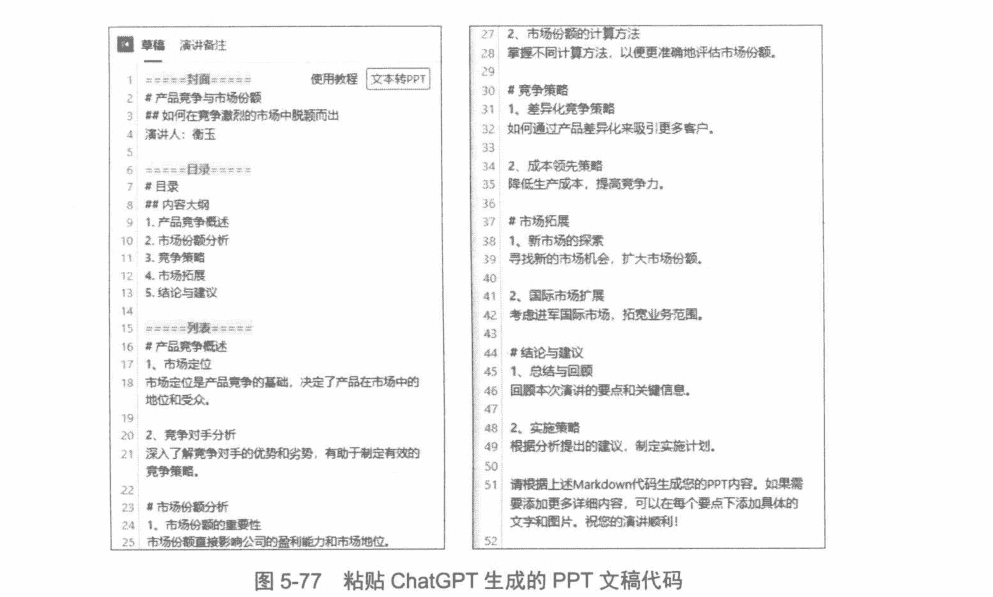 草稿 演讲备注
使用教程 文本转PPT
1 =====封面=====
2 # 产品竞争与市场份额
3 ## 如何在竞争激烈的市场中脱颖而出
4 演讲人：衡玉
5
6 =====目录=====
7 # 目录
8 ## 内容大纲
9 1. 产品竞争概述
10 2. 市场份额分析
11 3. 竞争策略
12 4. 市场拓展
13 5. 结论与建议
14
15 =====列表=====
16 # 产品竞争概述
17 1、市场定位
18 市场定位是产品竞争的基础，决定了产品在市场中的
地位和受众。
19
20 2、竞争对手分析
21 深入了解竞争对手的优势和劣势，有助于制定有效的
竞争策略。
22
23 # 市场份额分析
24 1、市场份额的重要性
25 市场份额直接影响公司的盈利能力和市场地位。
27 2、市场份额的计算方法
28 掌握不同计算方法，以便更准确地评估市场份额。
29
30 # 竞争策略
31 1、差异化竞争策略
32 如何通过产品差异化来吸引更多客户。
33
34 2、成本领先策略
35 降低生产成本，提高竞争力。
36
37 # 市场拓展
38 1、新市场的探索
39 寻找新的市场机会，扩大市场份额。
40
41 2、国际市场扩展
42 考虑进军国际市场，拓宽业务范围。
43
44 # 结论与建议
45 1、总结与回顾
46 回顾本次演讲的要点和关键信息。
47
48 2、实施策略
49 根据分析提出的建议，制定实施计划。
50
51 请根据上述Markdown代码生成您的PPT内容。如果需
要添加更多详细内容，可以在每个要点下添加具体的
文字和图片。祝您的演讲顺利！
52
图 5-77 粘贴 ChatGPT 生成的 PPT 文稿代码